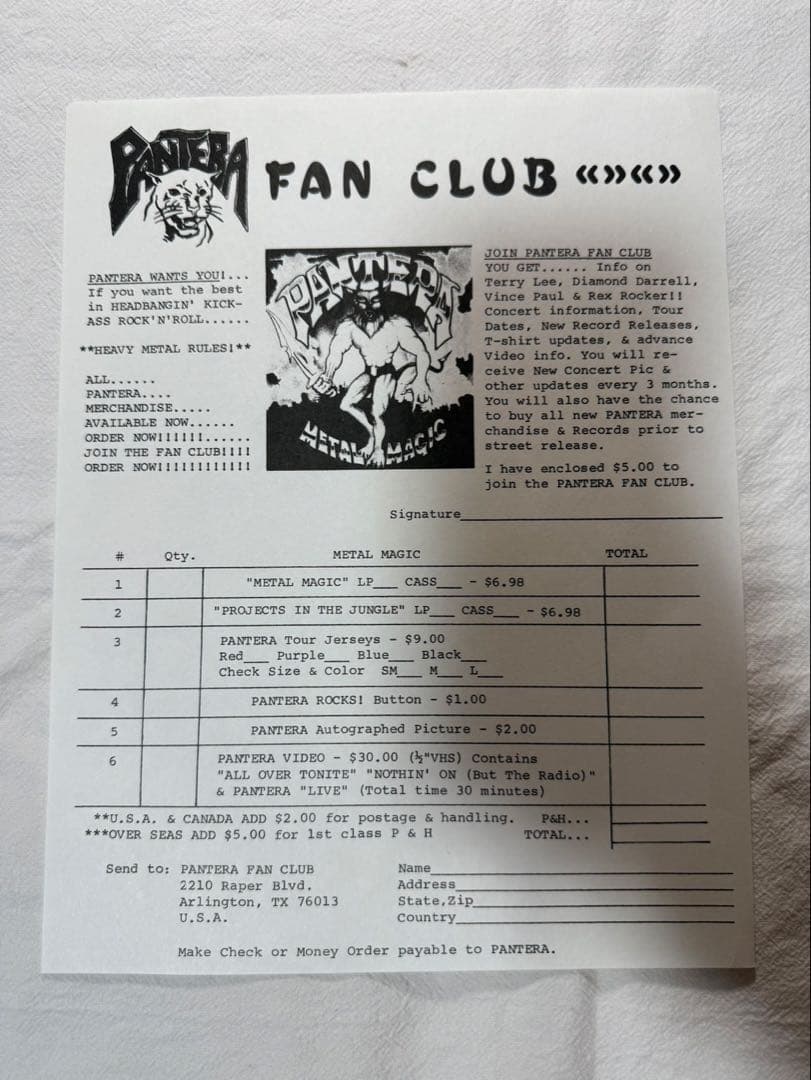 PANTERA FAN CLUB «»«»
PANTERA WANTS YOU!...
If you want the best
in HEADBANGIN' KICK-
ASS ROCK'N'ROLL......
**HEAVY METAL RULES!**
ALL......
PANTERA....
MERCHANDISE.....
AVAILABLE NOW......
ORDER NOW!!!!!!......
JOIN THE FAN CLUB!!!!
ORDER NOW!!!!!!!!!!!!
PANTERA
METAL MAGIC
JOIN PANTERA FAN CLUB
YOU GET...... Info on
Terry Lee, Diamond Darrell,
Vince Paul & Rex Rocker!!
Concert information, Tour
Dates, New Record Releases,
T-shirt updates, & advance
Video info. You will re-
ceive New Concert Pic &
other updates every 3 months.
You will also have the chance
to buy all new PANTERA mer-
chandise & Records prior to
street release.
I have enclosed $5.00 to
join the PANTERA FAN CLUB.
Signature
# Qty. METAL MAGIC TOTAL
1 "METAL MAGIC" LP___ CASS___ - $6.98
2 "PROJECTS IN THE JUNGLE" LP___ CASS___ - $6.98
3 PANTERA Tour Jerseys - $9.00
Red___ Purple___ Blue___ Black___
Check Size & Color SM___ M___ L___
4 PANTERA ROCKS! Button - $1.00
5 PANTERA Autographed Picture - $2.00
6 PANTERA VIDEO - $30.00 (½"VHS) Contains
"ALL OVER TONITE" "NOTHIN' ON (But The Radio)"
& PANTERA "LIVE" (Total time 30 minutes)
**U.S.A. & CANADA ADD $2.00 for postage & handling. P&H...
***OVER SEAS ADD $5.00 for 1st class P & H TOTAL...
Send to: PANTERA FAN CLUB
2210 Raper Blvd.
Arlington, TX 76013
U.S.A.
Name
Address
State,Zip
Country
Make Check or Money Order payable to PANTERA.